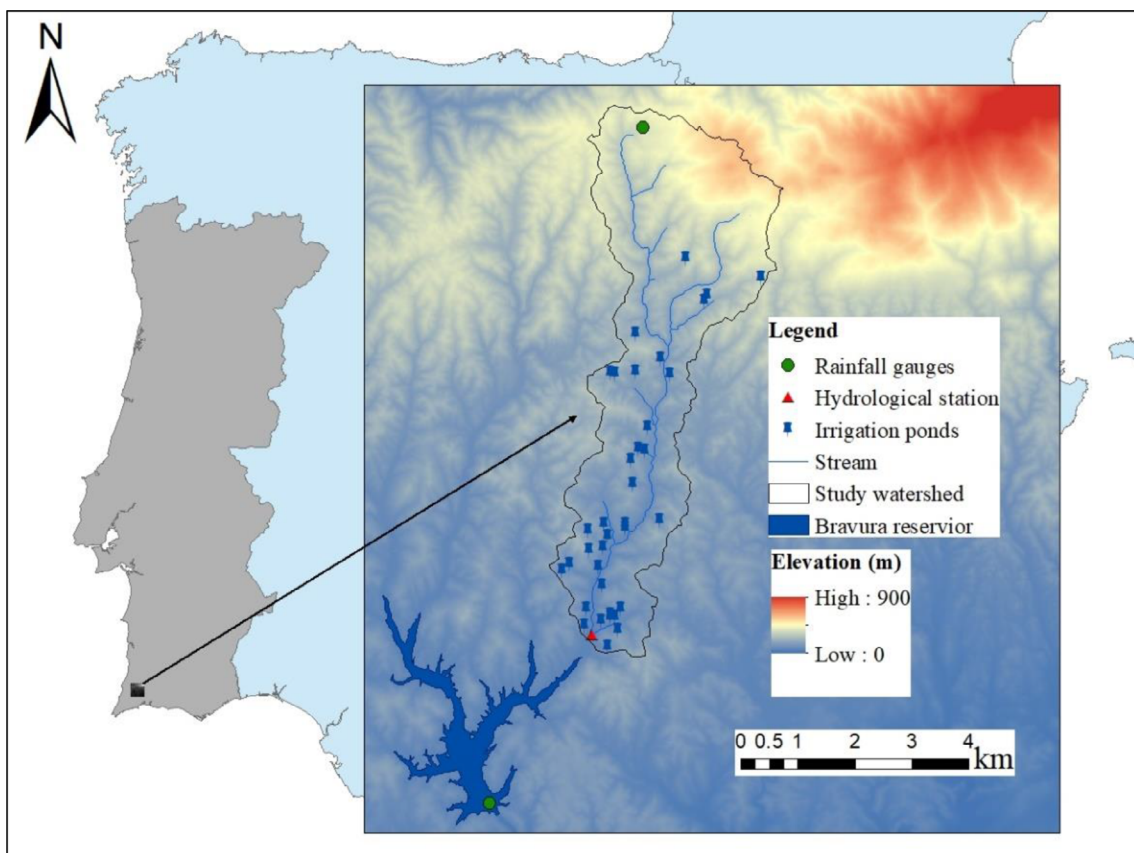 N
Legend
Rainfall gauges
Hydrological station
Irrigation ponds
Stream
Study watershed
Bravura reservior
Elevation (m)
High : 900
Low : 0
0 0.5 1 2 3 4
km